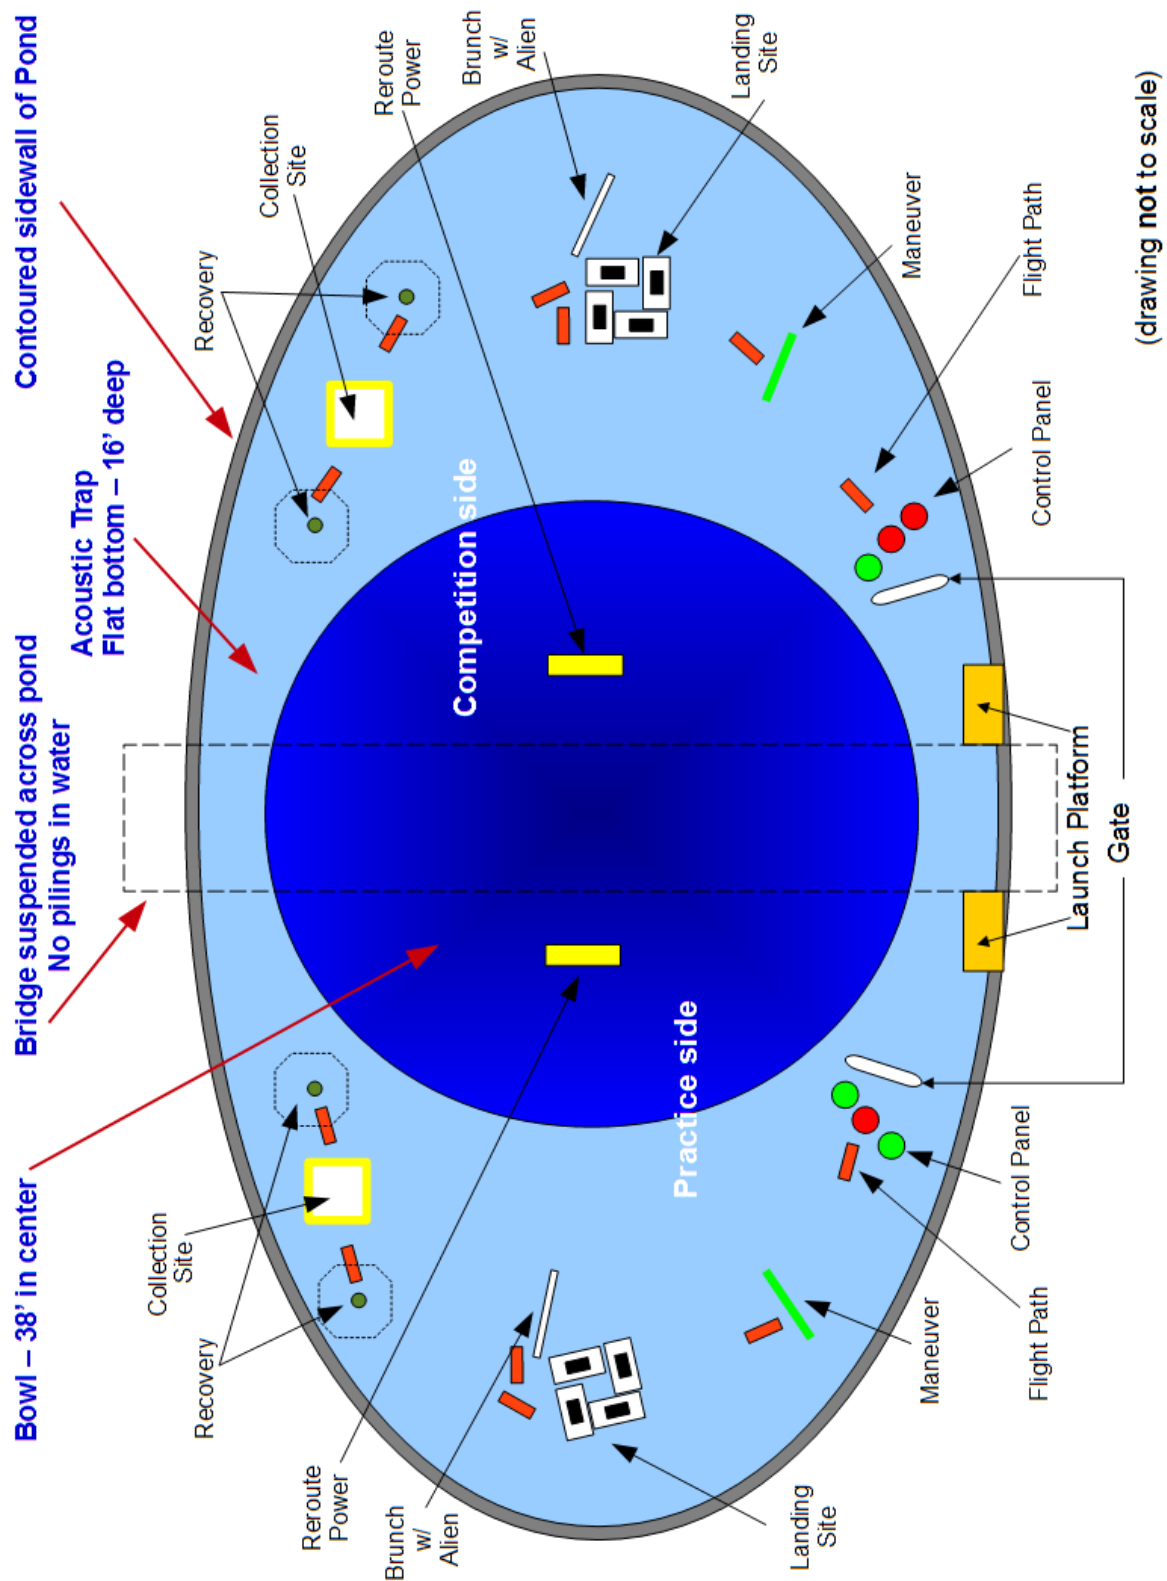 Contoured sidewall of Pond
Acoustic Trap
Flat bottom – 16’ deep
Bridge suspended across pond
No pilings in water
Bowl – 38’ in center
Recovery
Collection
Site
Reroute
Power
Brunch
w/
Alien
Landing
Site
Maneuver
Flight Path
Control Panel
Competition side
Launch Platform
Gate
Practice side
Collection
Site
Recovery
Reroute
Power
Brunch
w/
Alien
Landing
Site
Maneuver
Flight Path
Control Panel
(drawing not to scale)